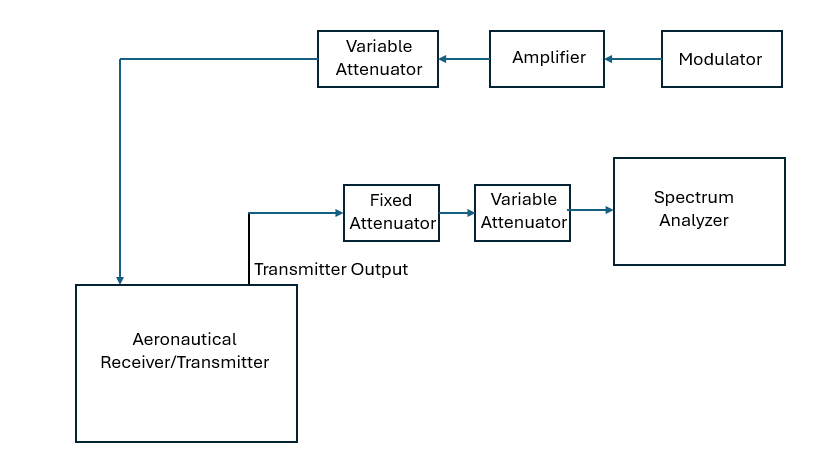 Variable
Attenuator
Amplifier
Modulator
Fixed
Attenuator
Variable
Attenuator
Spectrum
Analyzer
Transmitter Output
Aeronautical
Receiver/Transmitter